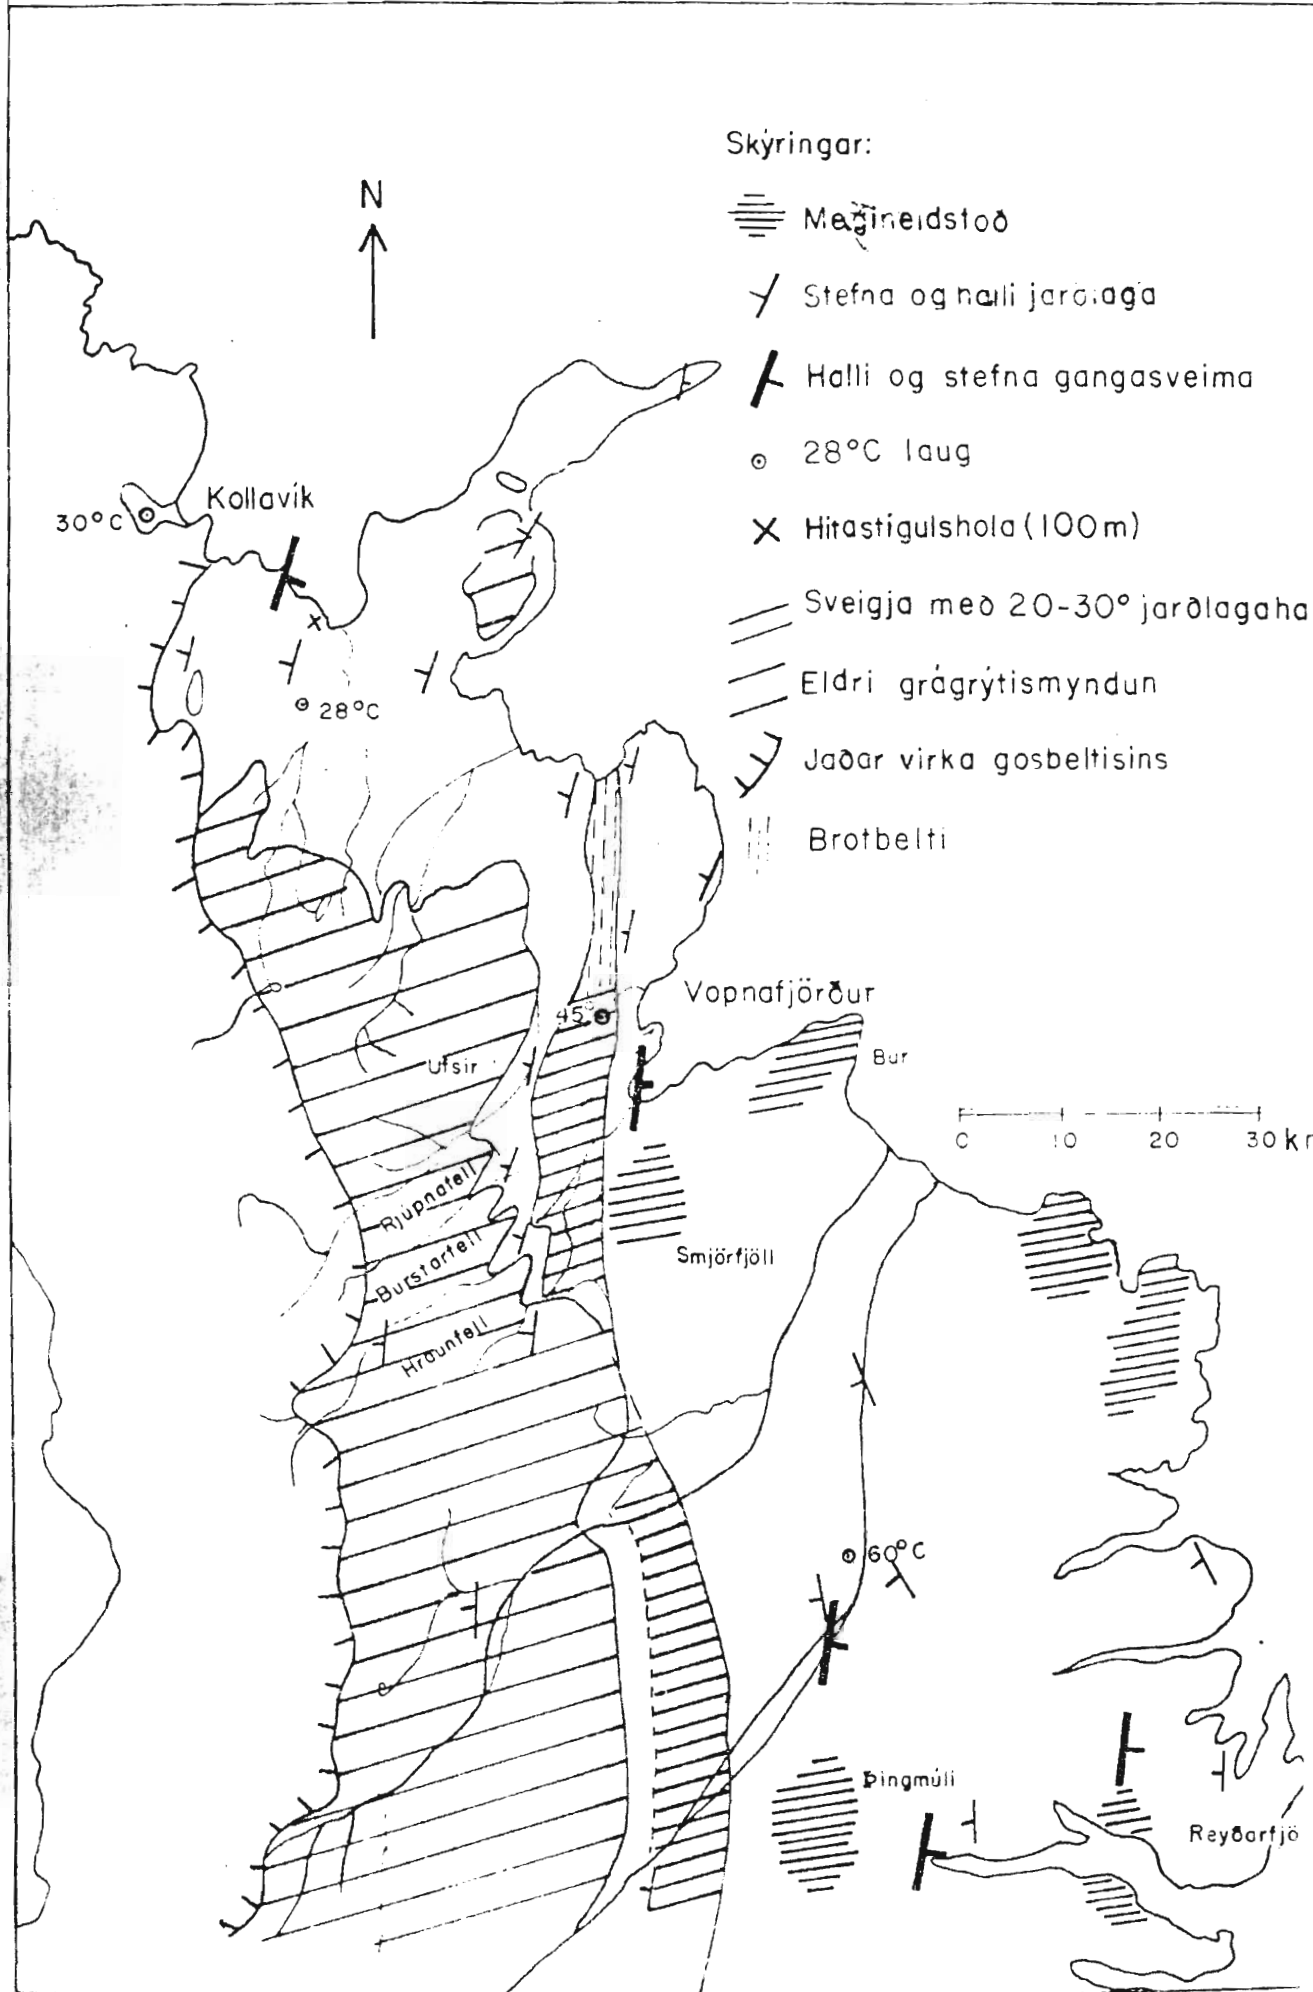 Skýringar:
N
Megineldstöð
Stefna og halli jarðlaga
Halli og stefna gangasveima
28°C laug
Kollavík
30°C
Hitastigulshola (100m)
Sveigja með 20-30° jarðlagaha
Eldri grágrýtismyndun
28°C
Jaðar virka gosbeltisins
Brotbelti
Vopnafjörður
45°
Bur
Ufsir
0 10 20 30 k
Rjúpnafell
Burstarfell
Smjörfjöll
Hraunfell
60°C
Þingmúli
Reyðarfjö